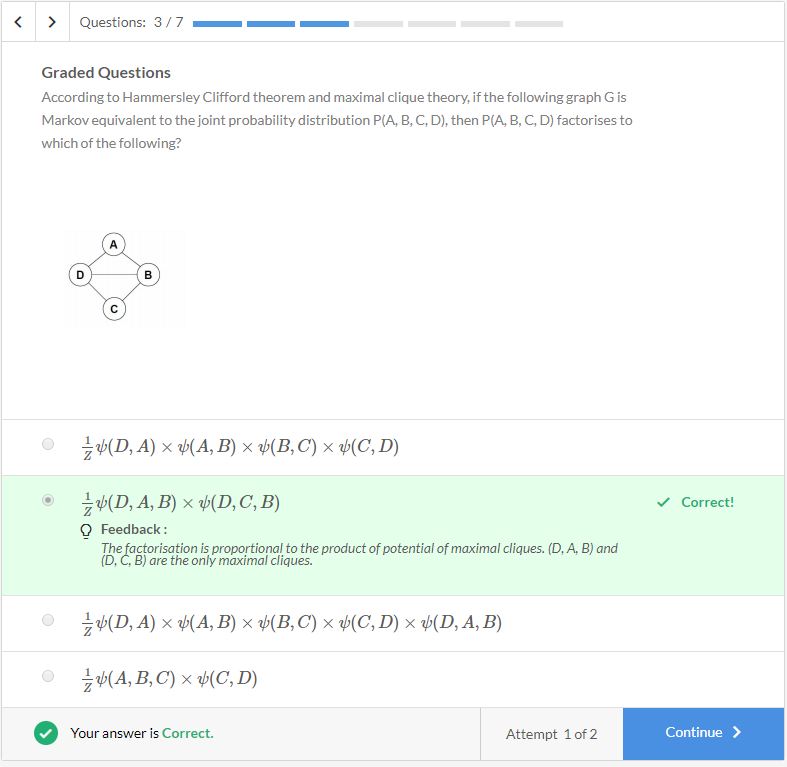 Questions: 3 / 7
Graded Questions
According to Hammersley Clifford theorem and maximal clique theory, if the following graph G is
Markov equivalent to the joint probability distribution P(A, B, C, D), then P(A, B, C, D) factorises to
which of the following?
A
D B
C
1/Z ψ(D, A) × ψ(A, B) × ψ(B, C) × ψ(C, D)
1/Z ψ(D, A, B) × ψ(D, C, B) Correct!
Feedback :
The factorisation is proportional to the product of potential of maximal cliques. (D, A, B) and
(D, C, B) are the only maximal cliques.
1/Z ψ(D, A) × ψ(A, B) × ψ(B, C) × ψ(C, D) × ψ(D, A, B)
1/Z ψ(A, B, C) × ψ(C, D)
Your answer is Correct. Attempt 1 of 2 Continue